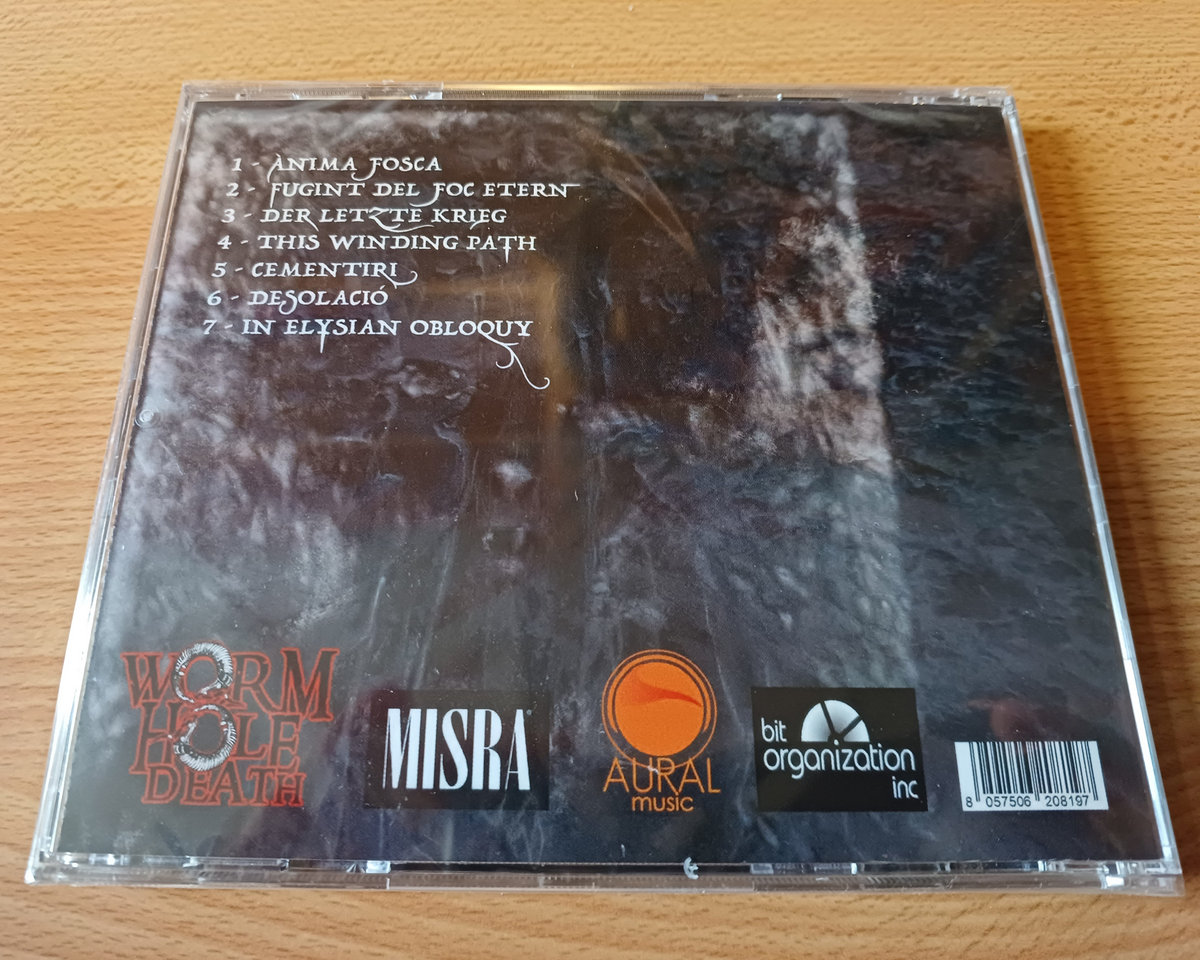 1 - ÀNIMA FOSCA
2 - FUGINT DEL FOC ETERN
3 - DER LETZTE KRIEG
4 - THIS WINDING PATH
5 - CEMENTIRI
6 - DESOLACIÓ
7 - IN ELYSIAN OBLOQUY
WORM
HOLE
DEATH
MISRA
AURAL
music
bit
organization
inc
8 057506 208197